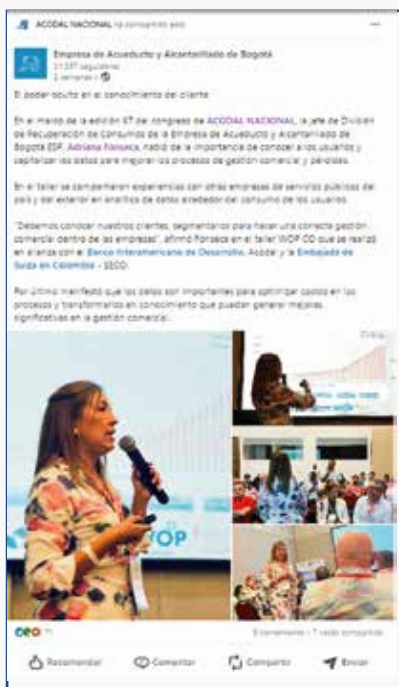 ACODAL NACIONAL ha compartido esto
Empresa de Acueducto y Alcantarillado de Bogotá
seguidores
2 semanas
El poder oculto en el conocimiento del cliente
En el marco de la edición 67 del congreso de ACODAL NACIONAL, la jefe de División
de Recuperación de Consumos de la Empresa de Acueducto y Alcantarillado de
Bogotá ESP, Adriana Fonseca, habló de la importancia de conocer a los usuarios y
capitalizar los datos para mejorar los procesos de gestión comercial y pérdidas.
En el taller se compartieron experiencias con otras empresas de servicios públicos del
país y del exterior en analítica de datos alrededor del consumo de los usuarios.
"Debemos conocer nuestros clientes, segmentarlos para hacer una correcta gestión
comercial dentro de las empresas", afirmó Fonseca en el taller WOP CO que se realizó
en alianza con el Banco Interamericano de Desarrollo, Acodal y la Embajada de
Suiza en Colombia - SECO.
Por último manifestó que los datos son importantes para optimizar costos en los
procesos y transformarlos en conocimiento que puedan generar mejoras
significativas en la gestión comercial.
WOP
comentarios • 7 veces compartido
Recomendar
Comentar
Compartir
Enviar